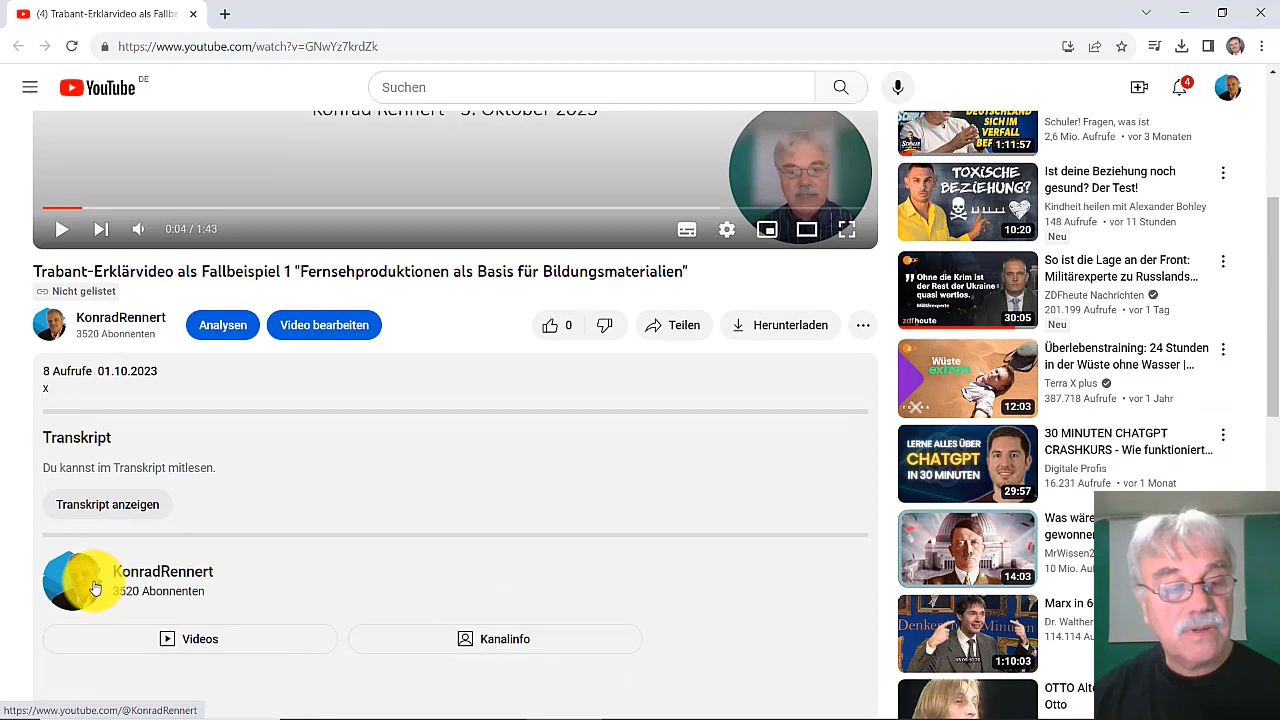 (4) Trabant-Erklärvideo als Fallbe
https://www.youtube.com/watch?v=GNwYz7krdZk
YouTube DE
Suchen
4
Konrad Rennert - 3. Oktober 2023
0:04 / 1:43
Trabant-Erklärvideo als Fallbeispiel 1 "Fernsehproduktionen als Basis für Bildungsmaterialien"
Nicht gelistet
KonradRennert
3520 Abonnenten
Analysen
Video bearbeiten
0
Teilen
Herunterladen
8 Aufrufe 01.10.2023
x
Transkript
Du kannst im Transkript mitlesen.
Transkript anzeigen
KonradRennert
3520 Abonnenten
Videos
Kanalinfo
https://www.youtube.com/@KonradRennert
DEUTSCHLAND
SICH IM
VERFALL
BEF
1:11:57
Schuler! Fragen, was ist
2,6 Mio. Aufrufe • vor 3 Monaten
TOXISCHE
BEZIEHUNG?
10:20
Ist deine Beziehung noch
gesund? Der Test!
Kindheit heilen mit Alexander Bohley
148 Aufrufe • vor 11 Stunden
Neu
Ohne die Krim ist
der Rest der Ukraine
quasi wertlos.
Militärexperte
zdfheute
30:05
So ist die Lage an der Front:
Militärexperte zu Russlands...
ZDFheute Nachrichten
201.199 Aufrufe • vor 1 Tag
Neu
Wüste
extrem
12:03
Überlebenstraining: 24 Stunden
in der Wüste ohne Wasser |...
Terra X plus
387.718 Aufrufe • vor 1 Jahr
LERNE ALLES ÜBER
CHATGPT
IN 30 MINUTEN
29:57
30 MINUTEN CHATGPT
CRASHKURS - Wie funktioniert...
Digitale Profis
16.231 Aufrufe • vor 1 Monat
14:03
Was wäre
gewonnen
MrWissen2
10 Mio. Auf
Denken Minuten
1:10:03
Marx in 6
Dr. Walther
114.114 Au
OTTO Alte
Otto